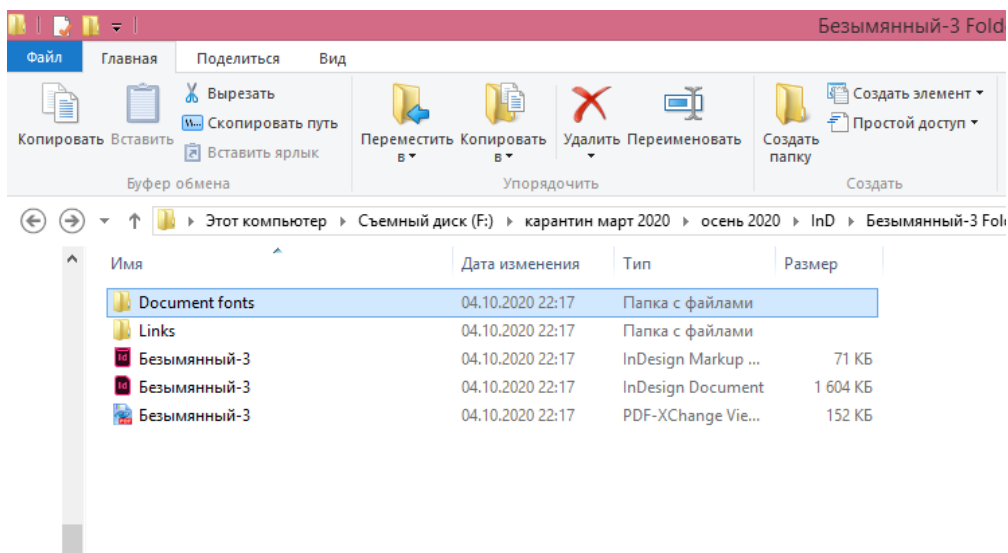 Безымянный-3 Fold
Файл Главная Поделиться Вид
Копировать Вставить Вырезать Скопировать путь Вставить ярлык
Переместить в Копировать в Удалить Переименовать
Создать папку Создать элемент Простой доступ
Буфер обмена Упорядочить Создать
Этот компьютер Съемный диск (F:) карантин март 2020 осень 2020 InD Безымянный-3 Fol
Имя Дата изменения Тип Размер
Document fonts 04.10.2020 22:17 Папка с файлами
Links 04.10.2020 22:17 Папка с файлами
Безымянный-3 04.10.2020 22:17 InDesign Markup ... 71 КБ
Безымянный-3 04.10.2020 22:17 InDesign Document 1 604 КБ
Безымянный-3 04.10.2020 22:17 PDF-XChange Vie... 152 КБ